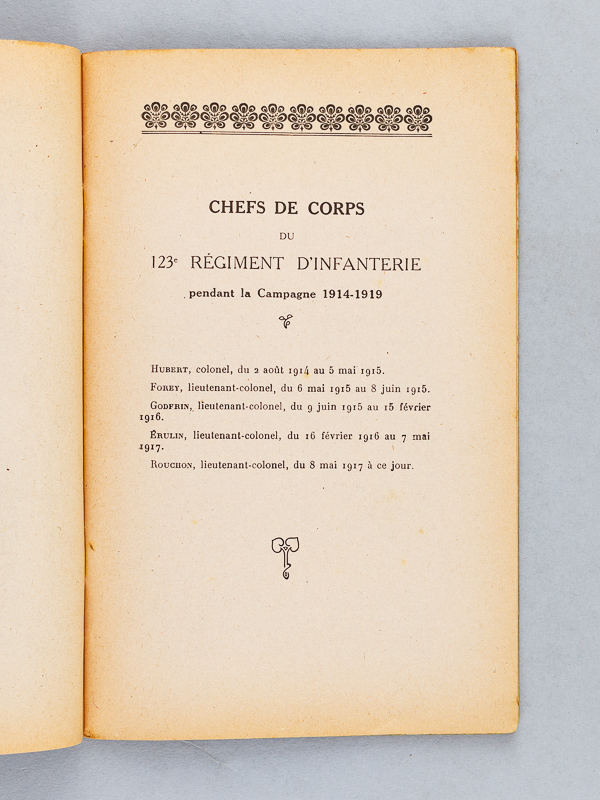 CHEFS DE CORPS
DU
123e RÉGIMENT D'INFANTERIE
pendant la Campagne 1914-1919
HUBERT, colonel, du 2 août 1914 au 5 mai 1915.
FOREY, lieutenant-colonel, du 6 mai 1915 au 8 juin 1915.
GODFRIN, lieutenant-colonel, du 9 juin 1915 au 15 février
1916.
ÉRULIN, lieutenant-colonel, du 16 février 1916 au 7 mai
1917.
ROUCHON, lieutenant-colonel, du 8 mai 1917 à ce jour.